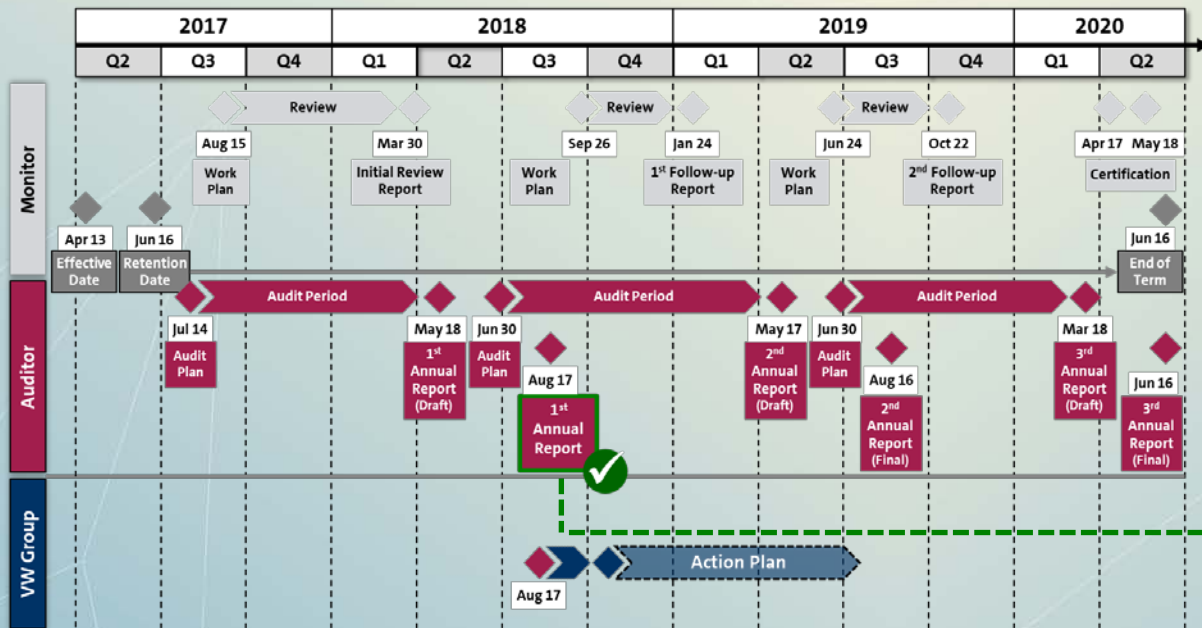 2017 2018 2019 2020
Q2 Q3 Q4 Q1 Q2 Q3 Q4 Q1 Q2 Q3 Q4 Q1 Q2
Monitor
Review Review Review
Aug 15 Mar 30 Sep 26 Jan 24 Jun 24 Oct 22 Apr 17 May 18
Work
Plan
Initial Review
Report
Work
Plan
1st Follow-up
Report
Work
Plan
2nd Follow-up
Report
Certification
Apr 13
Effective
Date
Jun 16
Retention
Date
Jun 16
End of
Term
Auditor
Audit Period Audit Period Audit Period
Jul 14
Audit
Plan
May 18
1st
Annual
Report
(Draft)
Jun 30
Audit
Plan
Aug 17
1st
Annual
Report
May 17
2nd
Annual
Report
(Draft)
Jun 30
Audit
Plan
Aug 16
2nd
Annual
Report
(Final)
Mar 18
3rd
Annual
Report
(Draft)
Jun 16
3rd
Annual
Report
(Final)
VW Group
Action Plan
Aug 17